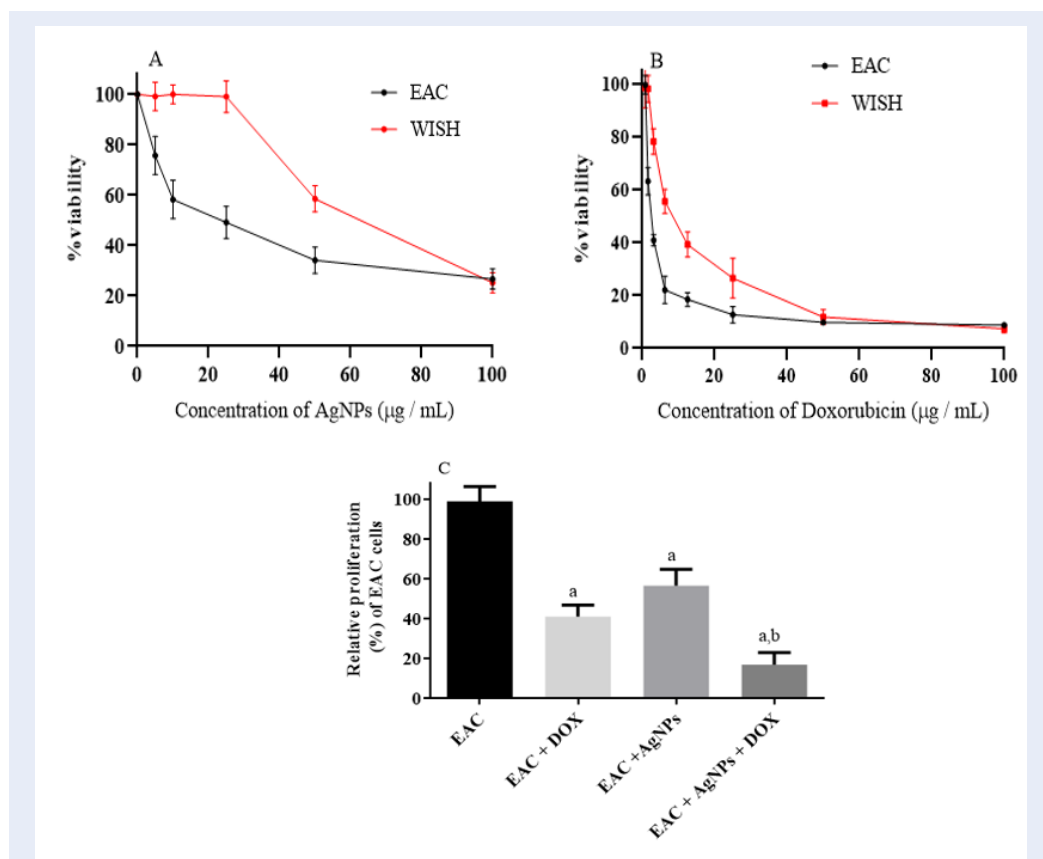 A
EAC
WISH
%viability
100
80
60
40
20
0
0 20 40 60 80 100
Concentration of AgNPs (μg / mL)
B
EAC
WISH
%viability
100
80
60
40
20
0
0 20 40 60 80 100
Concentration of Doxorubicin (μg / mL)
C
Relative proliferation
(%) of EAC cells
100
80
60
40
20
0
a
a
a,b
EAC
EAC + DOX
EAC +AgNPs
EAC + AgNPs + DOX